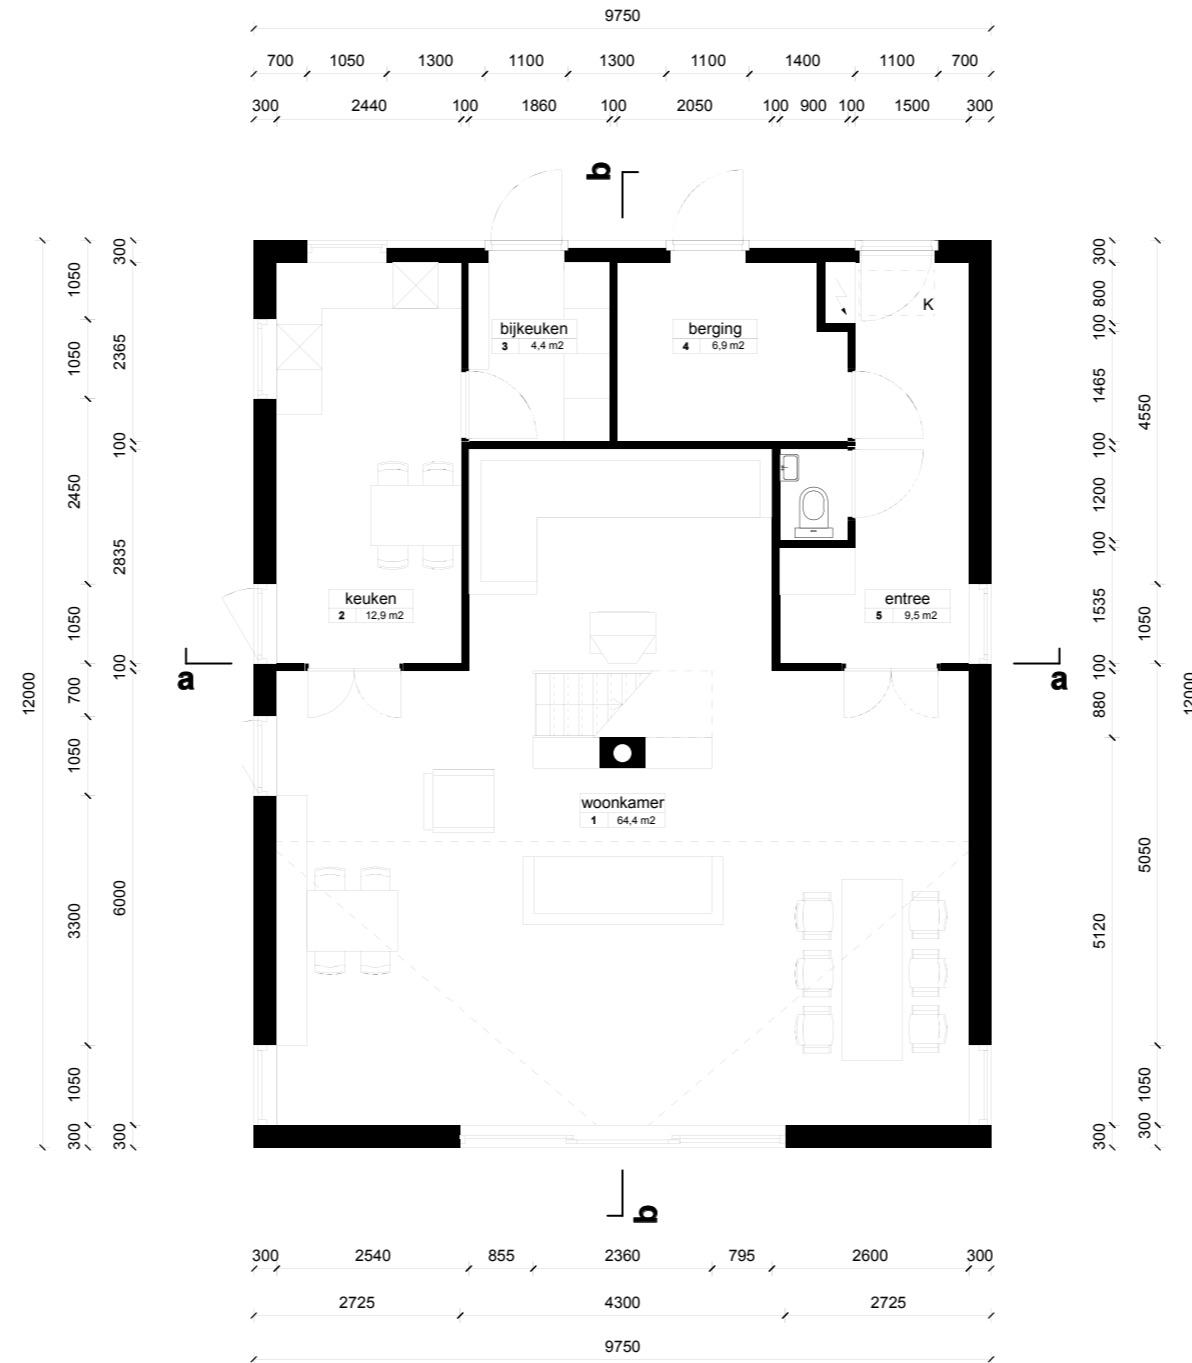 9750
700 1050 1300 1100 1300 1100 1400 1100 700
300 2440 100 1860 100 2050 100 900 100 1500 300
b
12000
1050 1050 2450 1050 700 1050 3300 1050 300
300 2365 100 2835 100 6000 300
bijkeuken
3 4,4 m2
berging
4 6,9 m2
K
keuken
2 12,9 m2
entree
5 9,5 m2
a
a
woonkamer
1 64,4 m2
300 800 100 1465 100 1200 100 1535 100 880 5120 300
4550 1050 5050 1050 300
12000
b
300 2540 855 2360 795 2600 300
2725 4300 2725
9750